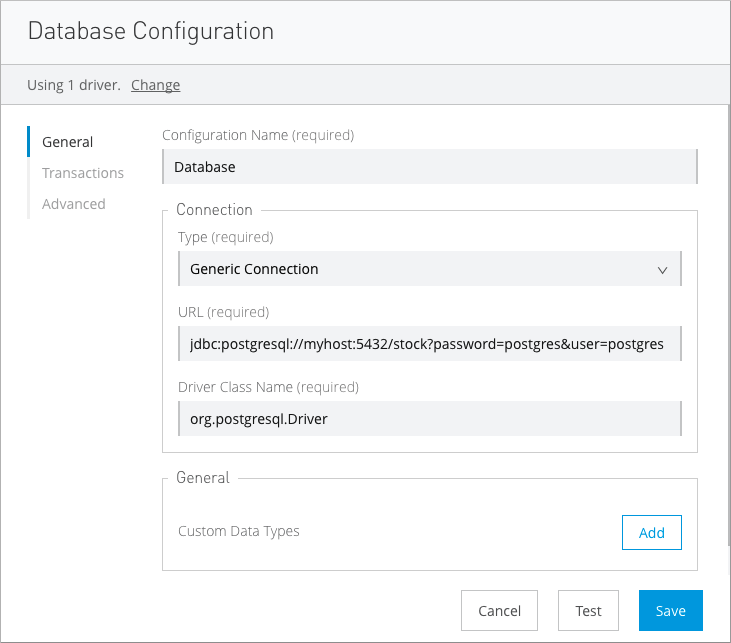 Database Configuration
Using 1 driver. Change
General
Transactions
Advanced
Configuration Name (required)
Database
Connection
Type (required)
Generic Connection
URL (required)
jdbc:postgresql://myhost:5432/stock?password=postgres&user=postgres
Driver Class Name (required)
org.postgresql.Driver
General
Custom Data Types
Add
Cancel
Test
Save